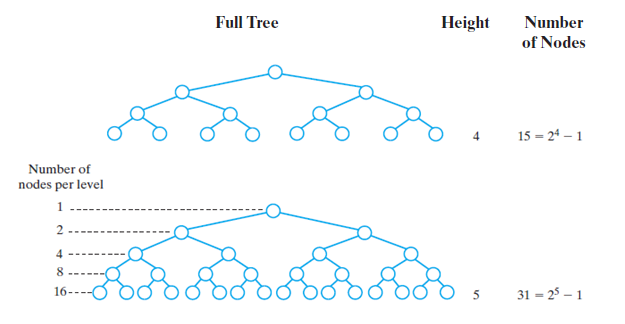 Full Tree
Height
Number
of Nodes
4
15 = 2⁴ – 1
Number of
nodes per level
1
2
4
8
16
5
31 = 2⁵ – 1